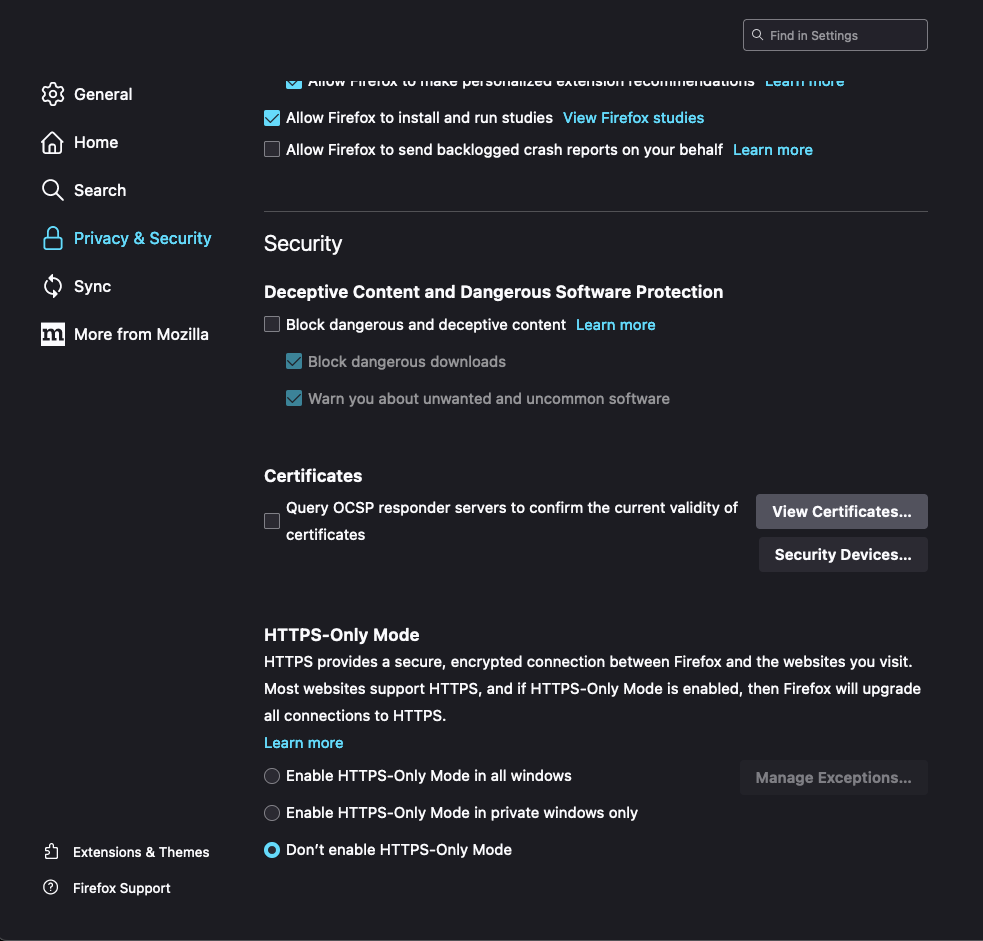 Find in Settings
General
Home
Search
Privacy & Security
Sync
m More from Mozilla
Extensions & Themes
Firefox Support
Allow Firefox to make personalized extension recommendations Learn more
Allow Firefox to install and run studies View Firefox studies
Allow Firefox to send backlogged crash reports on your behalf Learn more
Security
Deceptive Content and Dangerous Software Protection
Block dangerous and deceptive content Learn more
Block dangerous downloads
Warn you about unwanted and uncommon software
Certificates
Query OCSP responder servers to confirm the current validity of
certificates
View Certificates...
Security Devices...
HTTPS-Only Mode
HTTPS provides a secure, encrypted connection between Firefox and the websites you visit.
Most websites support HTTPS, and if HTTPS-Only Mode is enabled, then Firefox will upgrade
all connections to HTTPS.
Learn more
Enable HTTPS-Only Mode in all windows
Manage Exceptions...
Enable HTTPS-Only Mode in private windows only
Don’t enable HTTPS-Only Mode